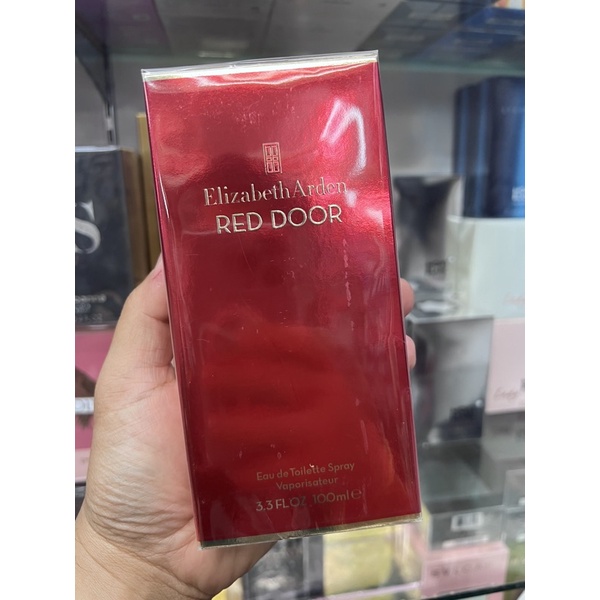 Elizabeth Arden
RED DOOR
Eau de Toilette Spray
Vaporisateur
3.3 FL OZ 100ml e